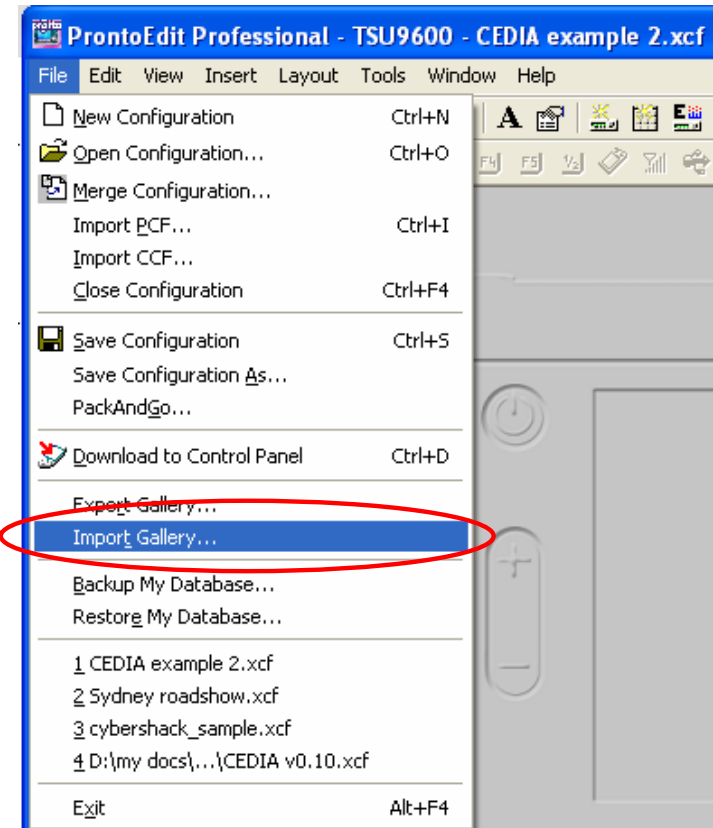 ProntoEdit Professional - TSU9600 - CEDIA example 2.xcf
File Edit View Insert Layout Tools Window Help
New Configuration Ctrl+N
Open Configuration... Ctrl+O
Merge Configuration...
Import PCF... Ctrl+I
Import CCF...
Close Configuration Ctrl+F4
Save Configuration Ctrl+S
Save Configuration As...
PackAndGo...
Download to Control Panel Ctrl+D
Export Gallery...
Import Gallery...
Backup My Database...
Restore My Database...
1 CEDIA example 2.xcf
2 Sydney roadshow.xcf
3 cybershack_sample.xcf
4 D:\my docs\...\CEDIA v0.10.xcf
Exit Alt+F4
A
F4 F5 1/2